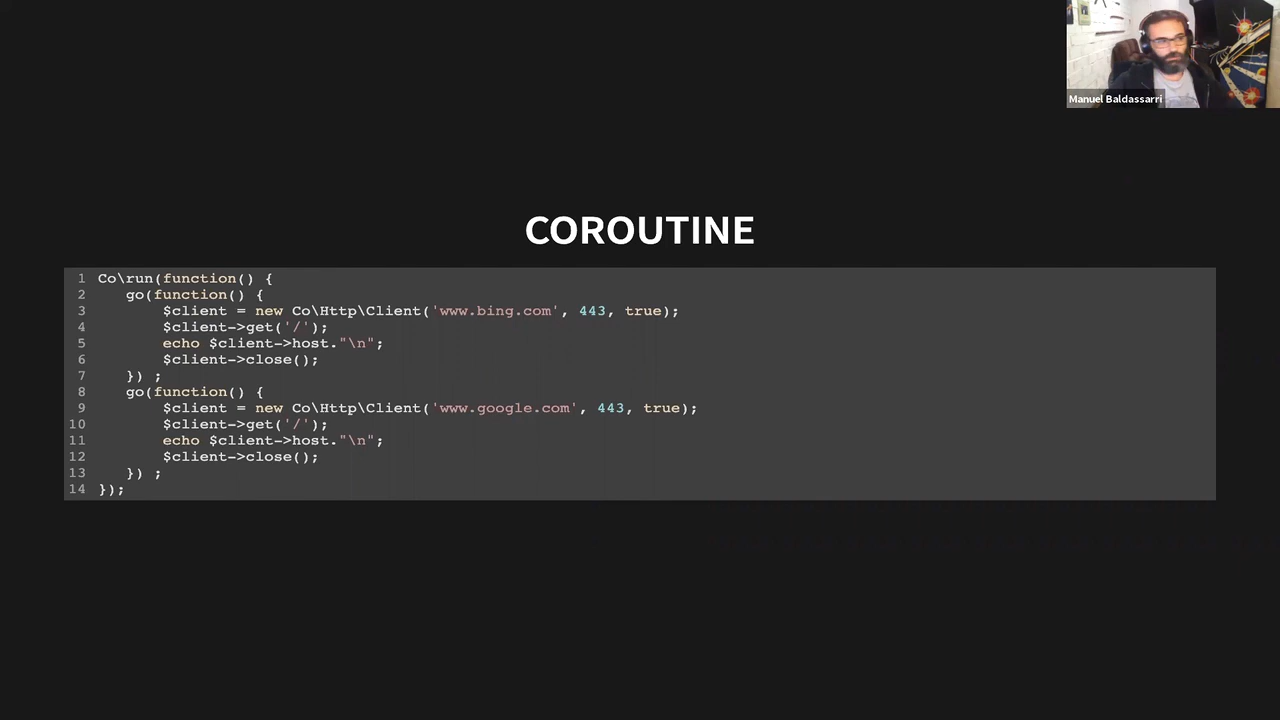 Manuel Baldassarri
COROUTINE
1 Co\run(function() {
2 go(function() {
3 $client = new Co\Http\Client('www.bing.com', 443, true);
4 $client->get('/');
5 echo $client->host."\n";
6 $client->close();
7 }) ;
8 go(function() {
9 $client = new Co\Http\Client('www.google.com', 443, true);
10 $client->get('/');
11 echo $client->host."\n";
12 $client->close();
13 }) ;
14 });